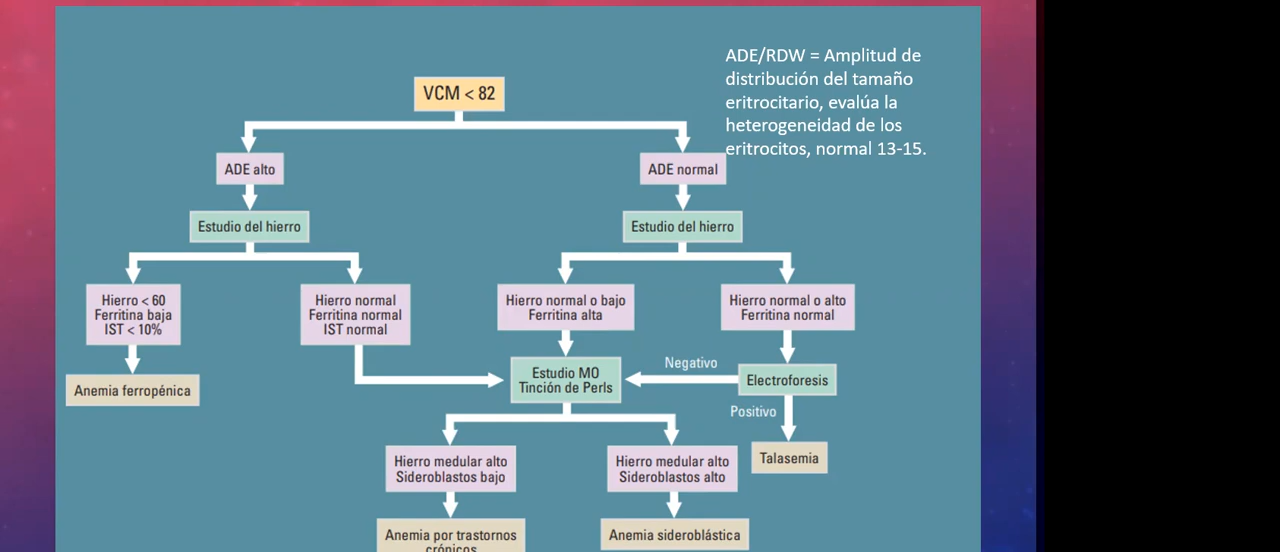 ADE/RDW = Amplitud de
distribución del tamaño
eritrocitario, evalúa la
heterogeneidad de los
eritrocitos, normal 13-15.
VCM < 82
ADE alto
ADE normal
Estudio del hierro
Estudio del hierro
Hierro < 60
Ferritina baja
IST < 10%
Hierro normal
Ferritina normal
IST normal
Hierro normal o bajo
Ferritina alta
Hierro normal o alto
Ferritina normal
Anemia ferropénica
Estudio MO
Tinción de Perls
Negativo
Electroforesis
Positivo
Talasemia
Hierro medular alto
Sideroblastos bajo
Hierro medular alto
Sideroblastos alto
Anemia por trastornos
crónicos
Anemia sideroblástica